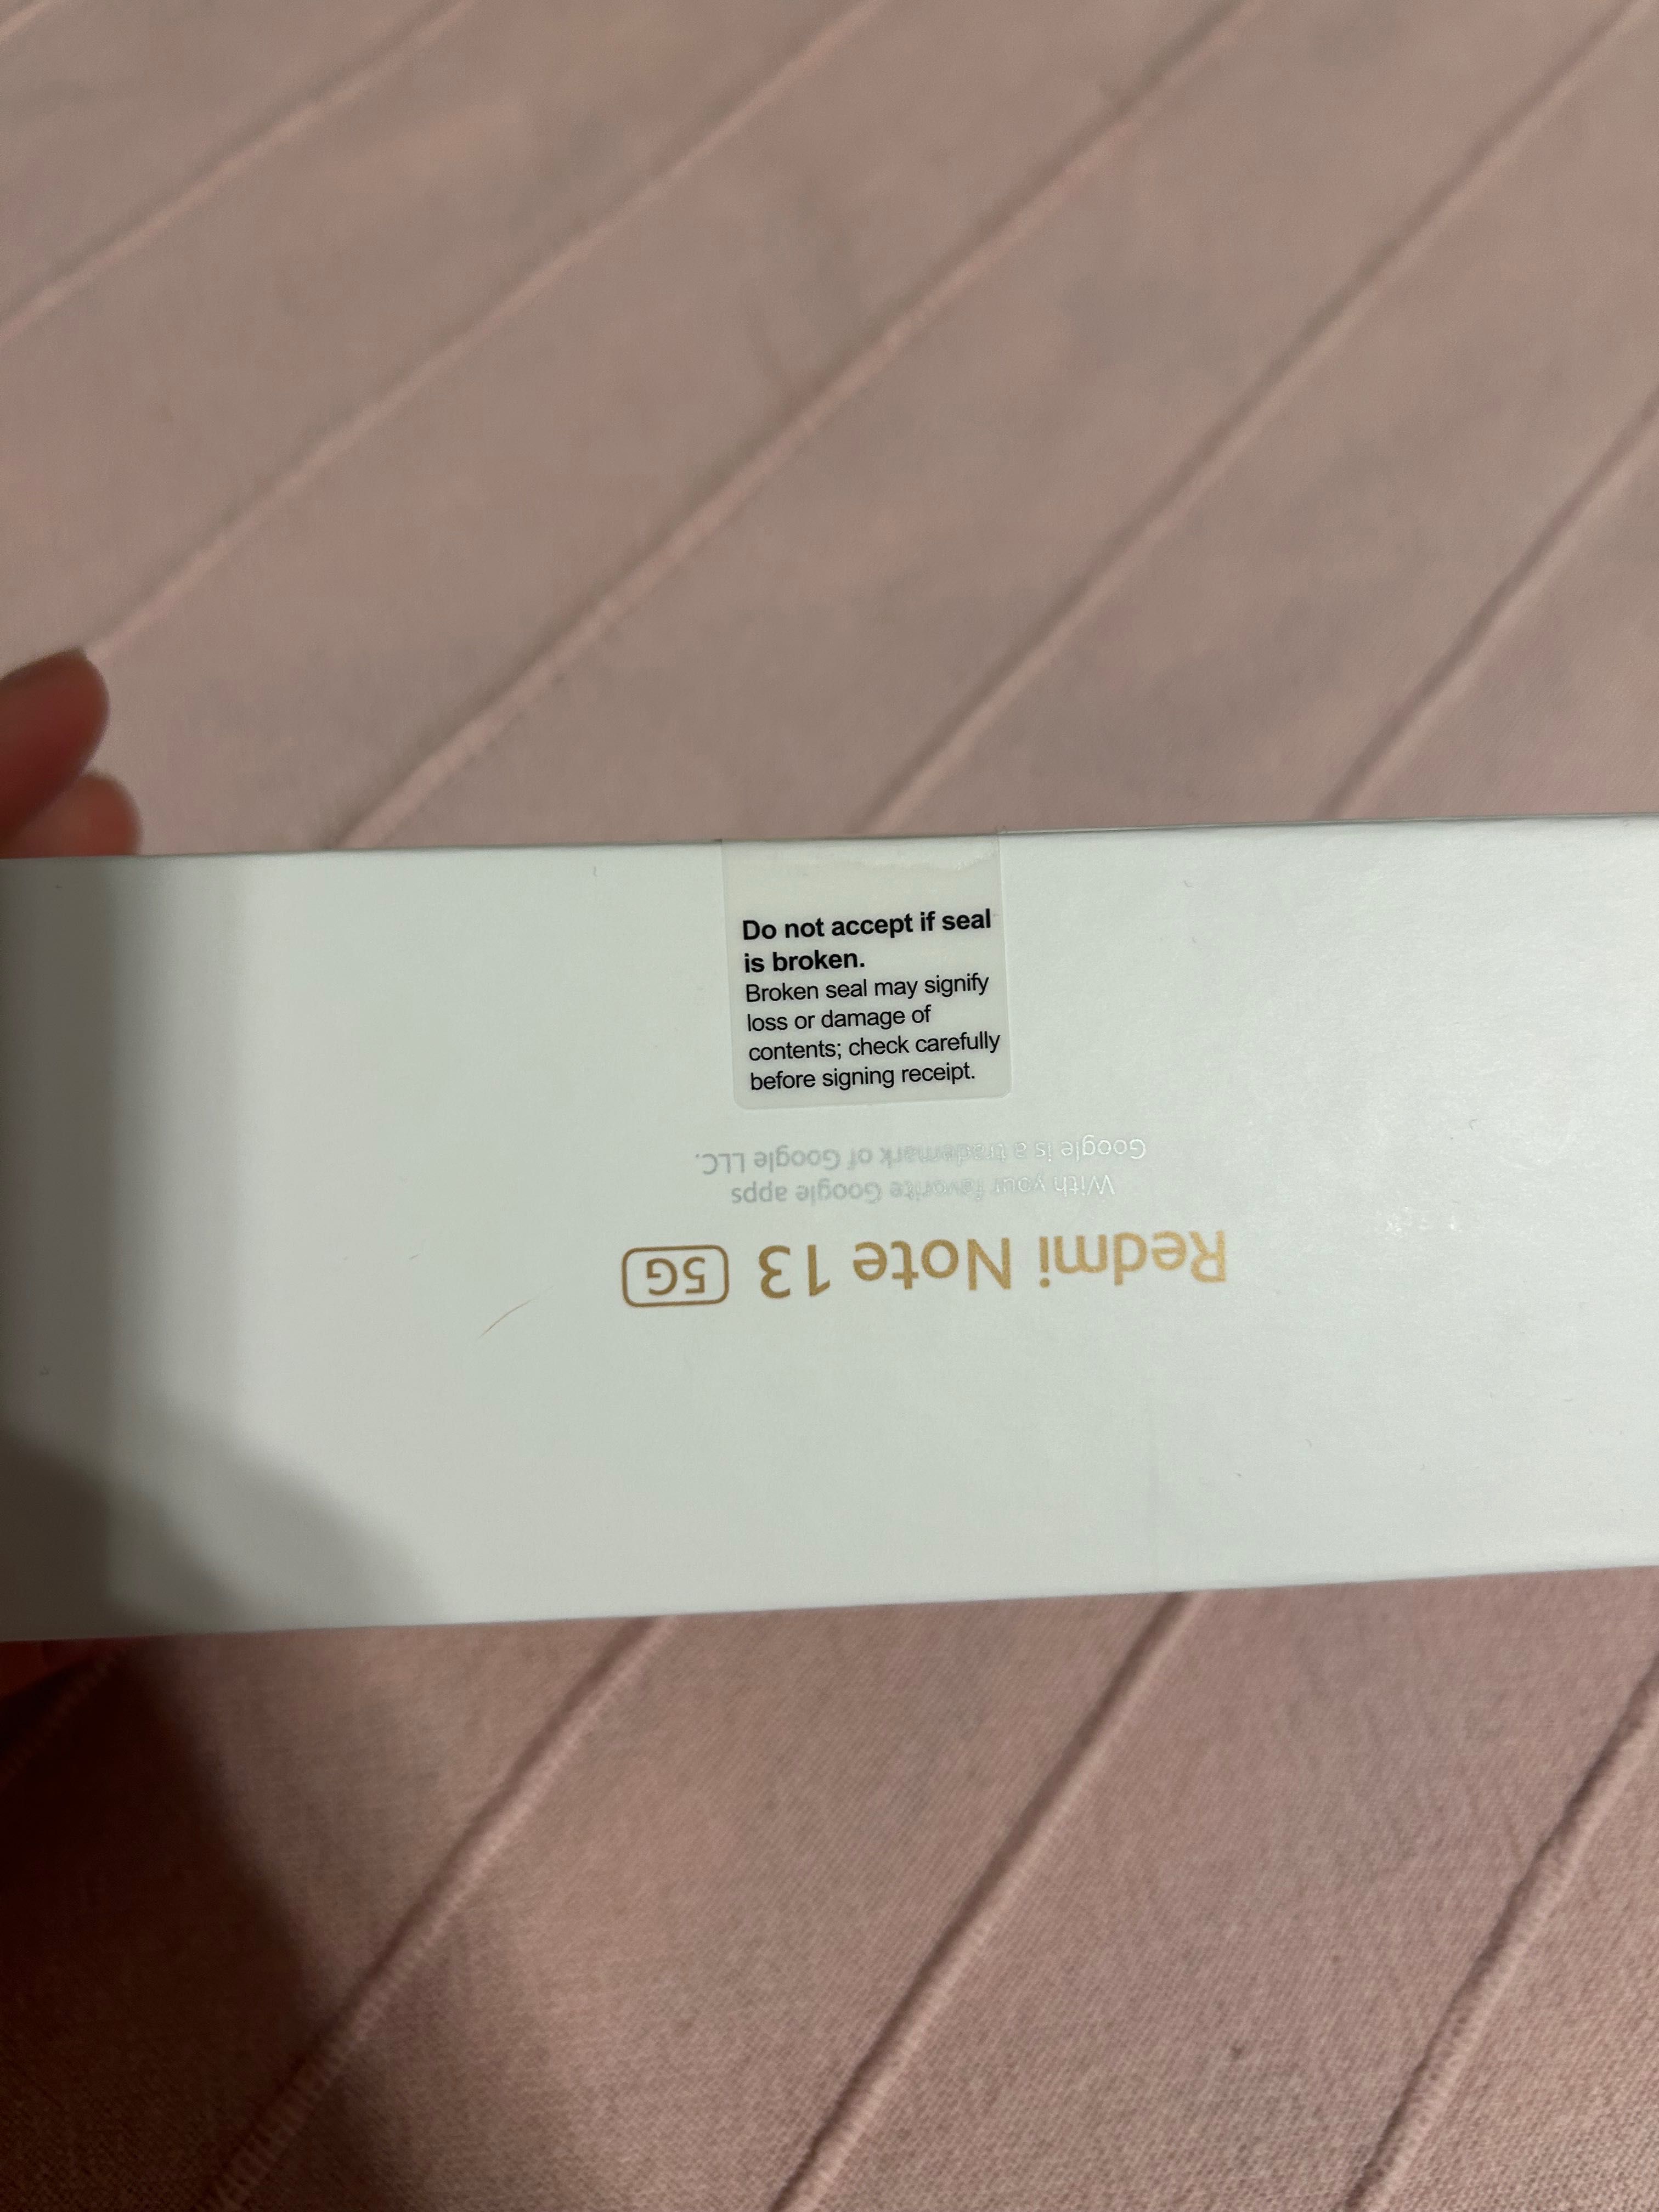 Do not accept if seal
is broken.
Broken seal may signify
loss or damage of
contents; check carefully
before signing receipt.
Redmi Note 13 5G
With your favorite Google apps
Google is a trademark of Google LLC.